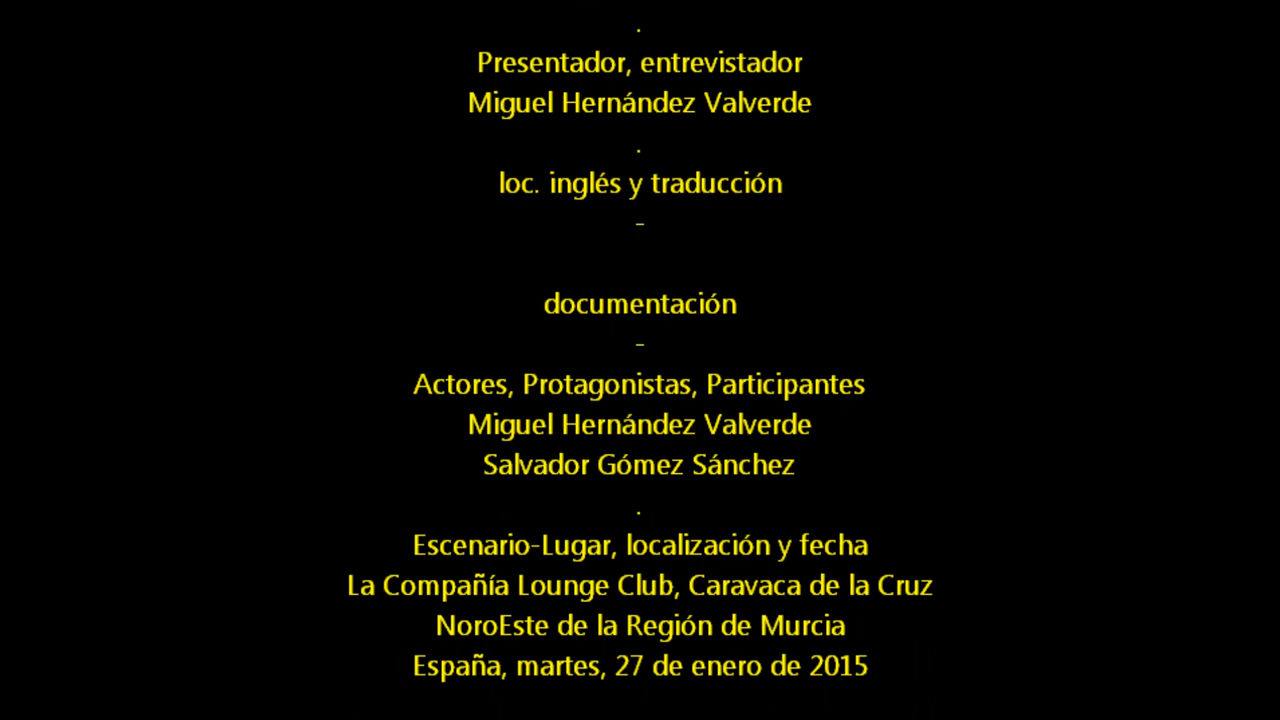 .
Presentador, entrevistador
Miguel Hernández Valverde
.
loc. inglés y traducción
-
documentación
-
Actores, Protagonistas, Participantes
Miguel Hernández Valverde
Salvador Gómez Sánchez
.
Escenario-Lugar, localización y fecha
La Compañía Lounge Club, Caravaca de la Cruz
NoroEste de la Región de Murcia
España, martes, 27 de enero de 2015